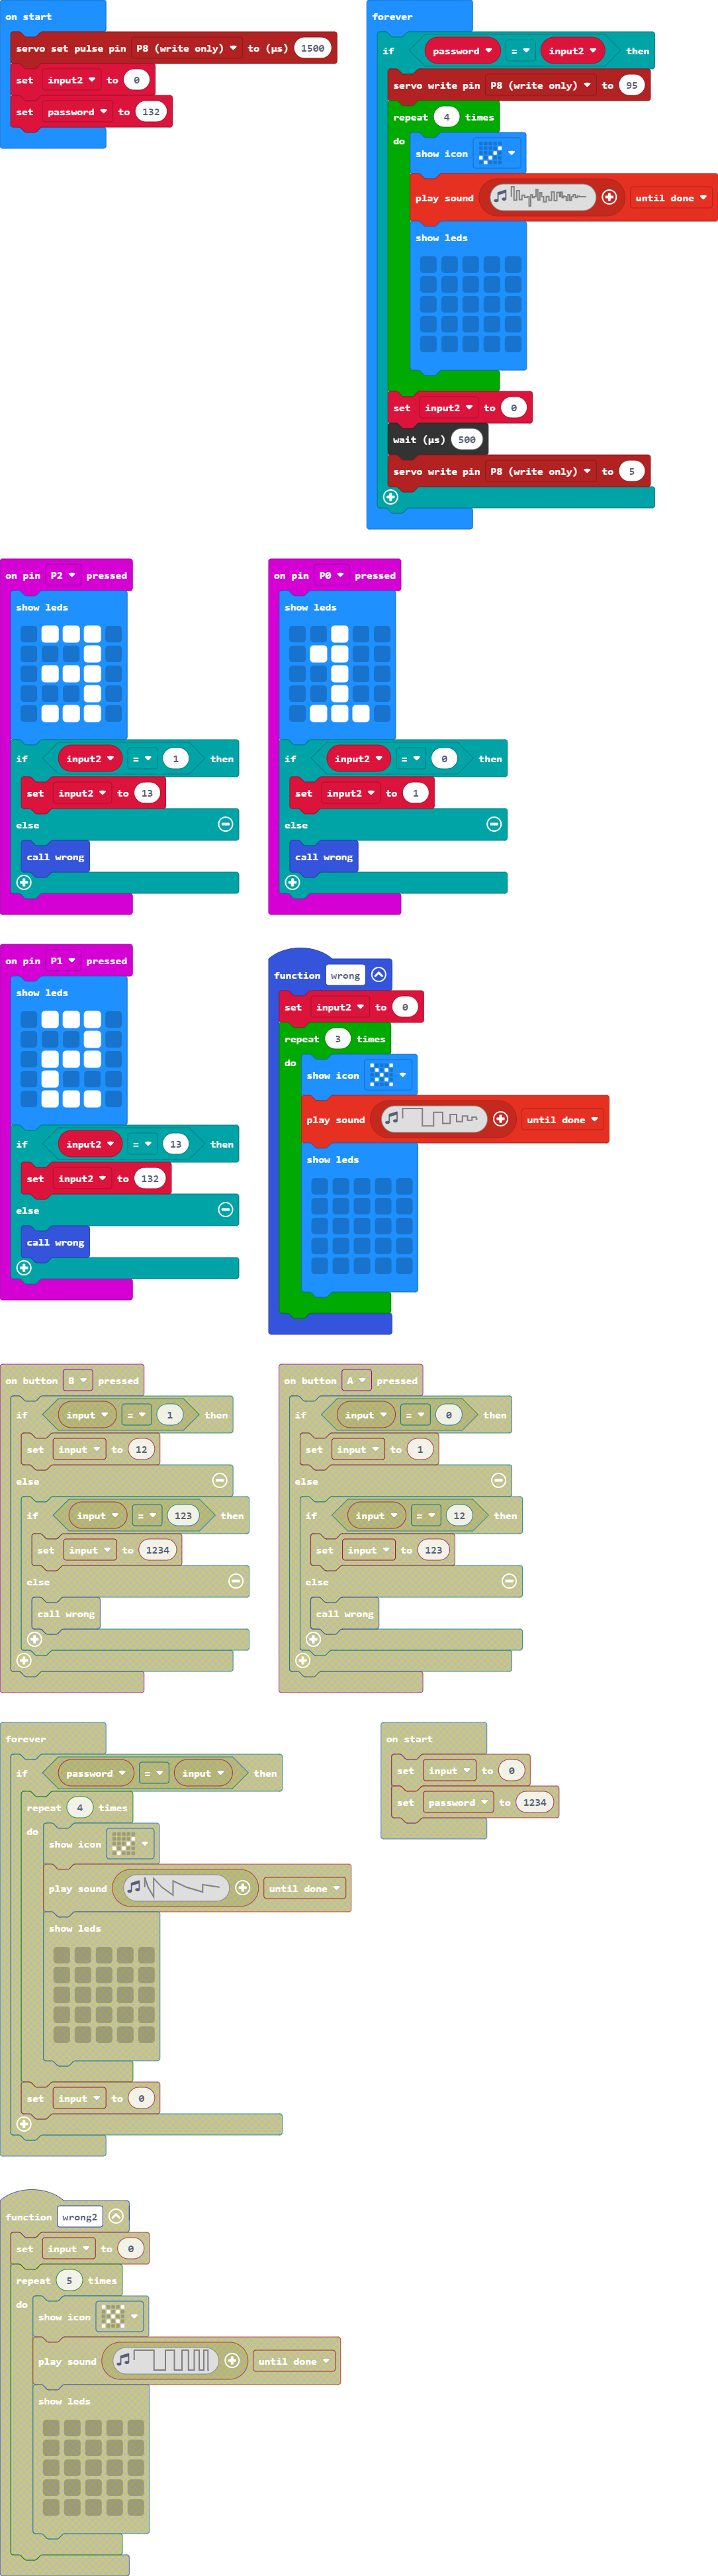 on start
servo set pulse pin P8 (write only) to (μs) 1500
set input2 to 0
set password to 132
forever
if password = input2 then
servo write pin P8 (write only) to 95
repeat 4 times
do
show icon
play sound until done
show leds
set input2 to 0
wait (μs) 500
servo write pin P8 (write only) to 5
on pin P2 pressed
show leds
if input2 = 1 then
set input2 to 13
else
call wrong
on pin P0 pressed
show leds
if input2 = 0 then
set input2 to 1
else
call wrong
on pin P1 pressed
show leds
if input2 = 13 then
set input2 to 132
else
call wrong
function wrong
set input2 to 0
repeat 3 times
do
show icon
play sound until done
show leds
on button B pressed
if input = 1 then
set input to 12
else
if input = 123 then
set input to 1234
else
call wrong
on button A pressed
if input = 0 then
set input to 1
else
if input = 12 then
set input to 123
else
call wrong
forever
if password = input then
repeat 4 times
do
show icon
play sound until done
show leds
set input to 0
on start
set input to 0
set password to 1234
function wrong2
set input to 0
repeat 5 times
do
show icon
play sound until done
show leds